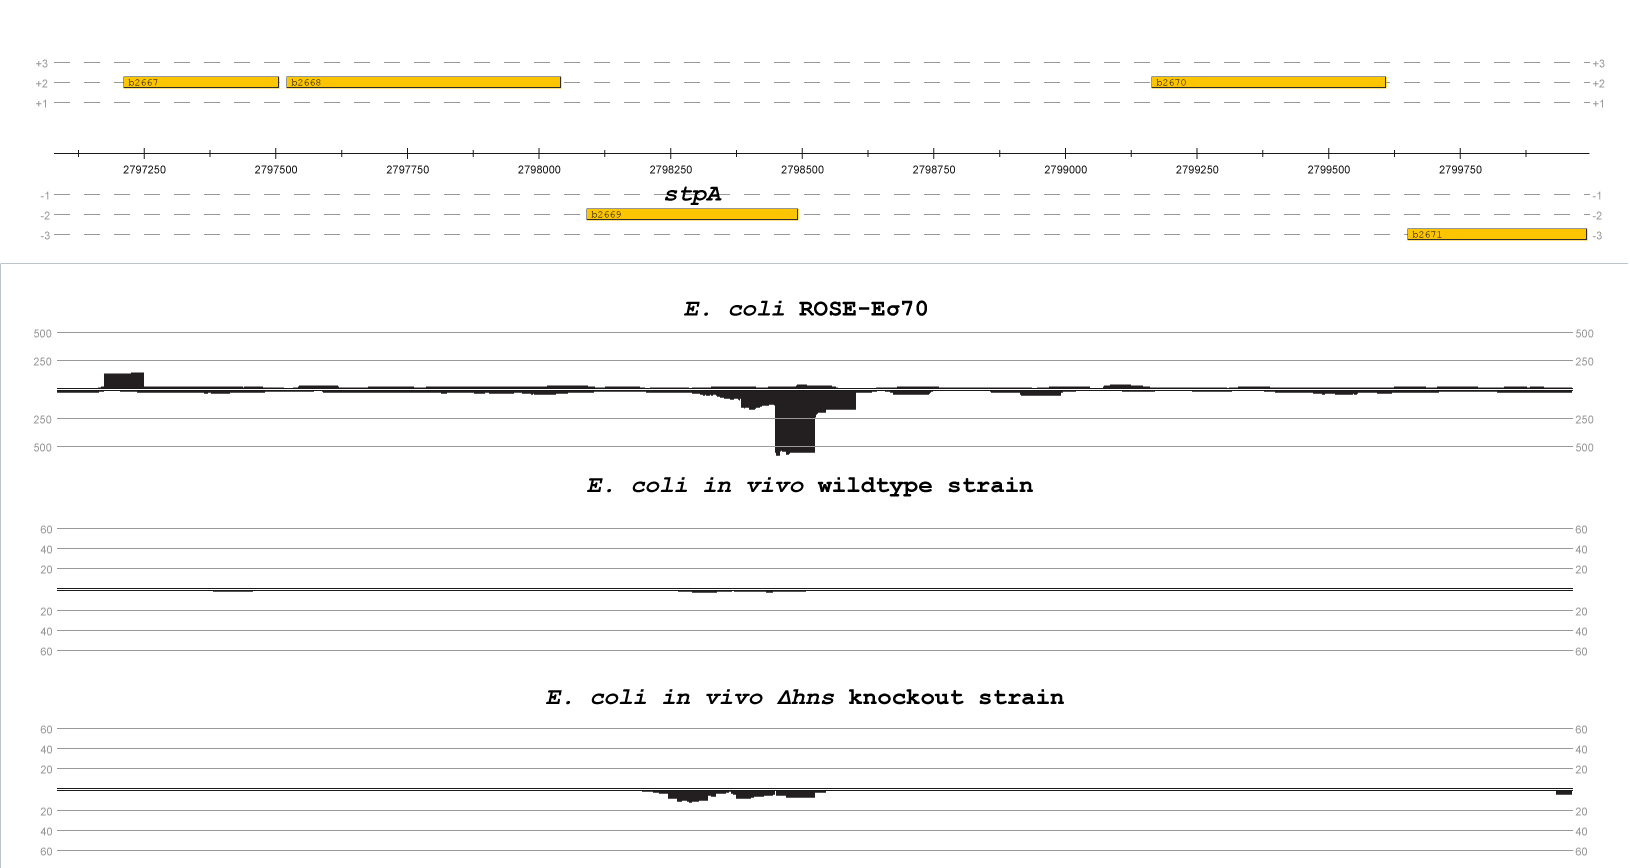 +3 +3
+2 b2667 b2668 b2670 +2
+1 +1
2797250 2797500 2797750 2798000 2798250 2798500 2798750 2799000 2799250 2799500 2799750
-1 stpA -1
-2 b2669 -2
-3 b2671 -3
E. coli ROSE-Eσ70
500 500
250 250
250 250
500 500
E. coli in vivo wildtype strain
60 60
40 40
20 20
20 20
40 40
60 60
E. coli in vivo Δhns knockout strain
60 60
40 40
20 20
20 20
40 40
60 60